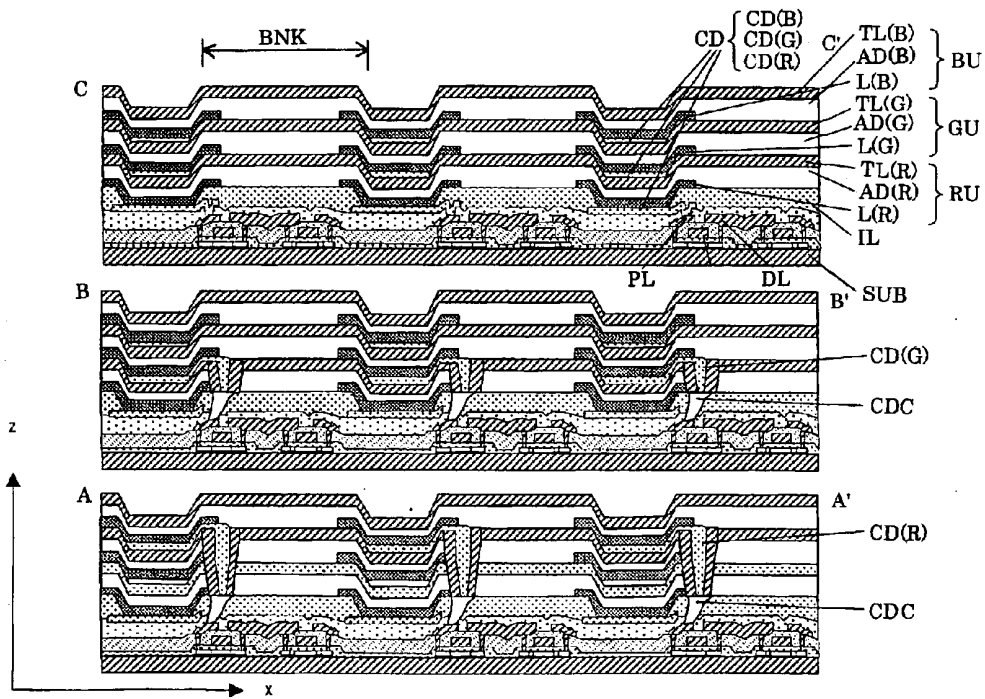 BNK
CD
CD(B)
CD(G)
CD(R)
C
C'
TL(B)
AD(B)
L(B)
BU
TL(G)
AD(G)
L(G)
GU
TL(R)
AD(R)
L(R)
RU
IL
PL
DL
SUB
B
B'
CD(G)
CDC
z
A
A'
CD(R)
CDC
x